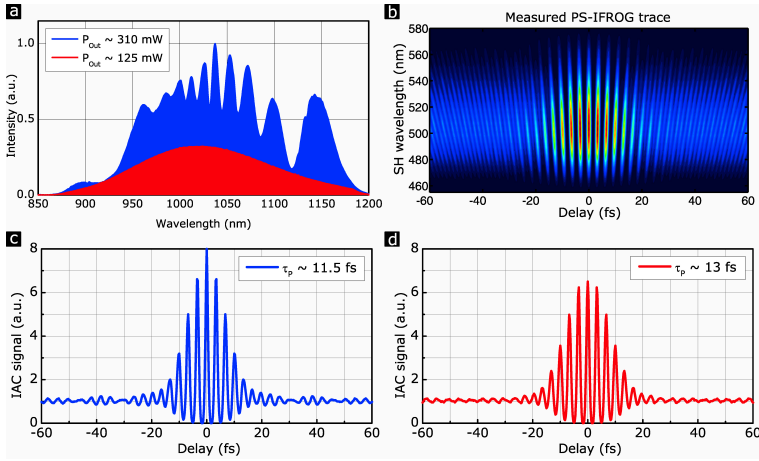 a
P_Out ~ 310 mW
P_Out ~ 125 mW
1.0
0.5
0.0
Intensity (a.u.)
850 900 950 1000 1050 1100 1150 1200
Wavelength (nm)
b
Measured PS-IFROG trace
580
560
540
520
500
480
460
SH wavelength (nm)
-60 -40 -20 0 20 40 60
Delay (fs)
c
τ_P ~ 11.5 fs
8
6
4
2
0
IAC signal (a.u.)
-60 -40 -20 0 20 40 60
Delay (fs)
d
τ_P ~ 13 fs
8
6
4
2
0
IAC signal (a.u.)
-60 -40 -20 0 20 40 60
Delay (fs)